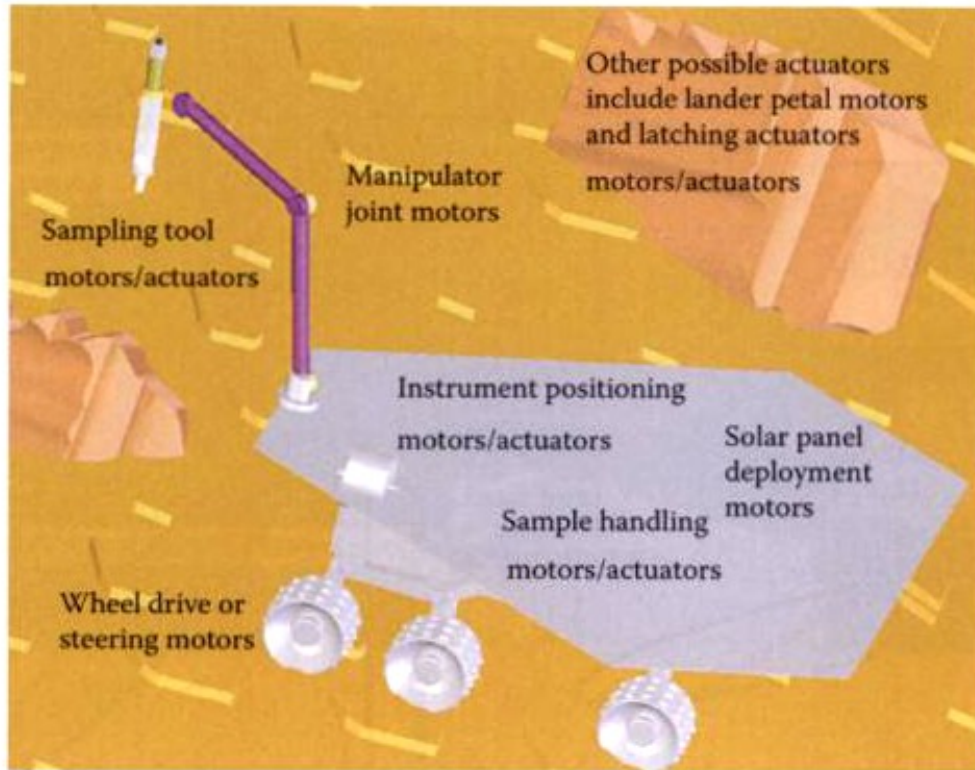 Other possible actuators
include lander petal motors
and latching actuators
motors/actuators
Manipulator
joint motors
Sampling tool
motors/actuators
Instrument positioning
motors/actuators
Solar panel
deployment
motors
Sample handling
motors/actuators
Wheel drive or
steering motors